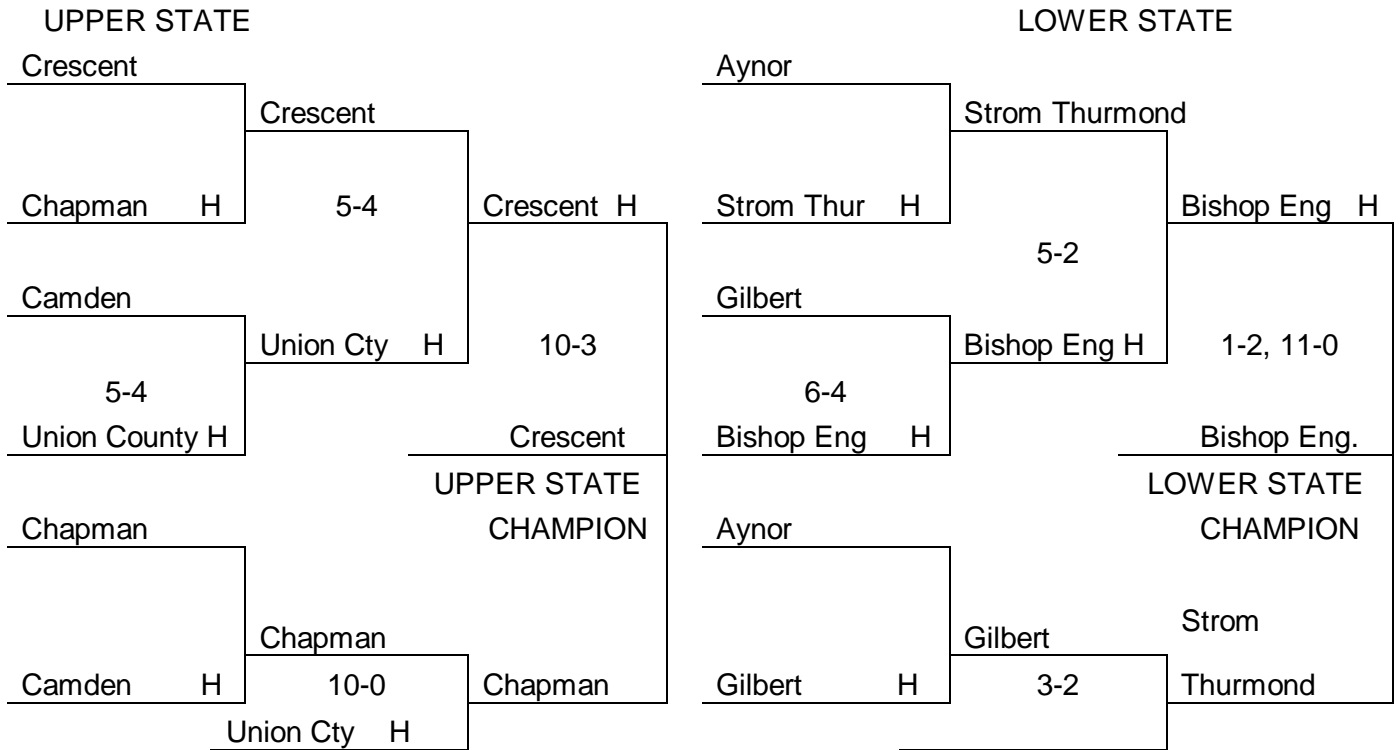 UPPER STATE
Crescent
Crescent
Chapman H
5-4
Crescent H
Camden
Union Cty H
10-3
5-4
Union County H
Crescent
UPPER STATE
CHAMPION
Chapman
Chapman
Camden H
10-0
Chapman
Union Cty H
LOWER STATE
Aynor
Strom Thurmond
Strom Thur H
Bishop Eng H
5-2
Gilbert
Bishop Eng H
1-2, 11-0
6-4
Bishop Eng H
Bishop Eng.
LOWER STATE
CHAMPION
Aynor
Strom
Gilbert
Gilbert H
3-2
Thurmond